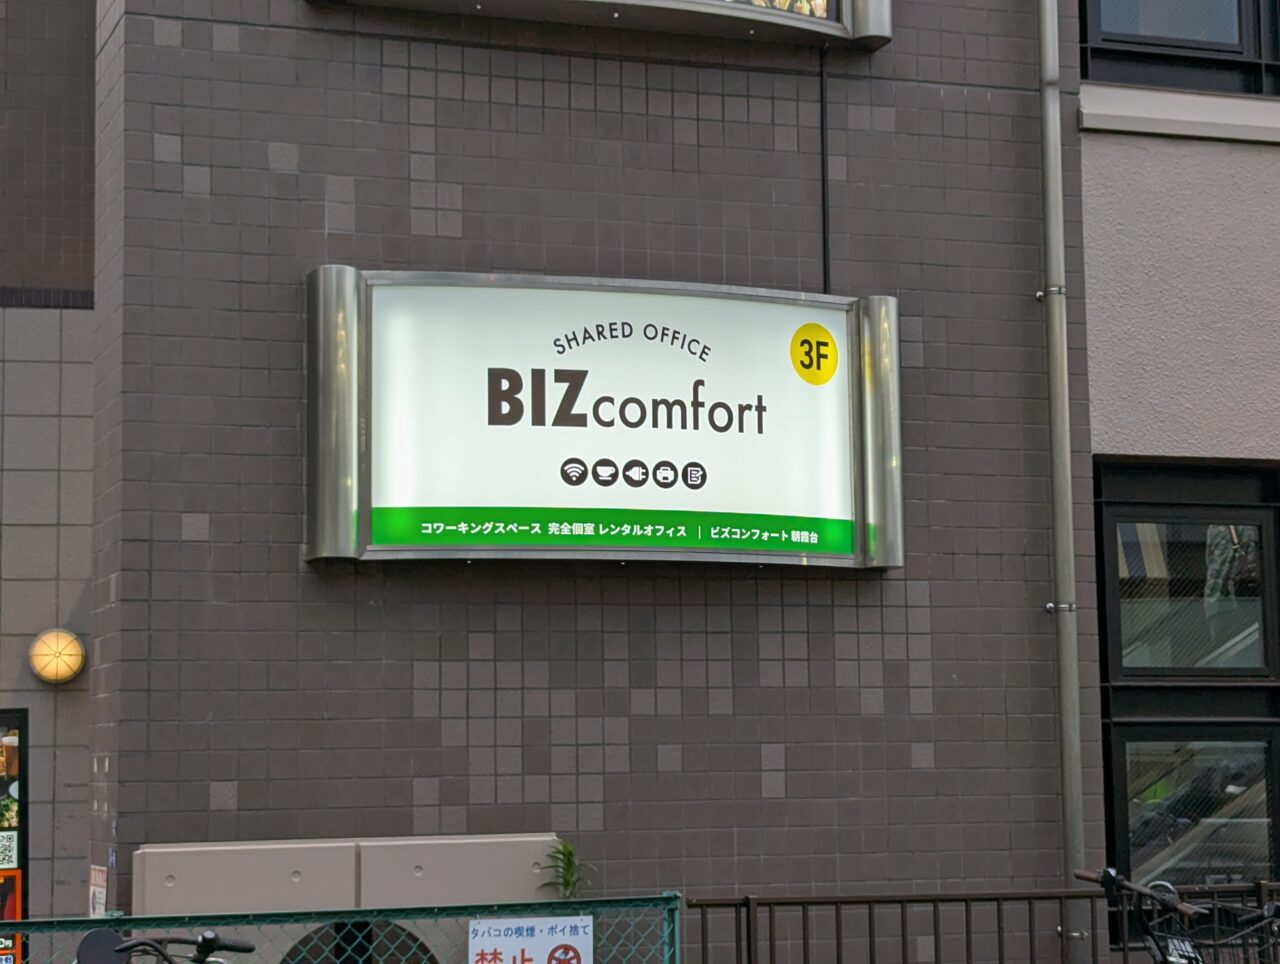 SHARED OFFICE
3F
BIZcomfort
コワーキングスペース 完全個室 レンタルオフィス | ビズコンフォート 朝霞台
タバコの喫煙・ポイ捨て
禁止